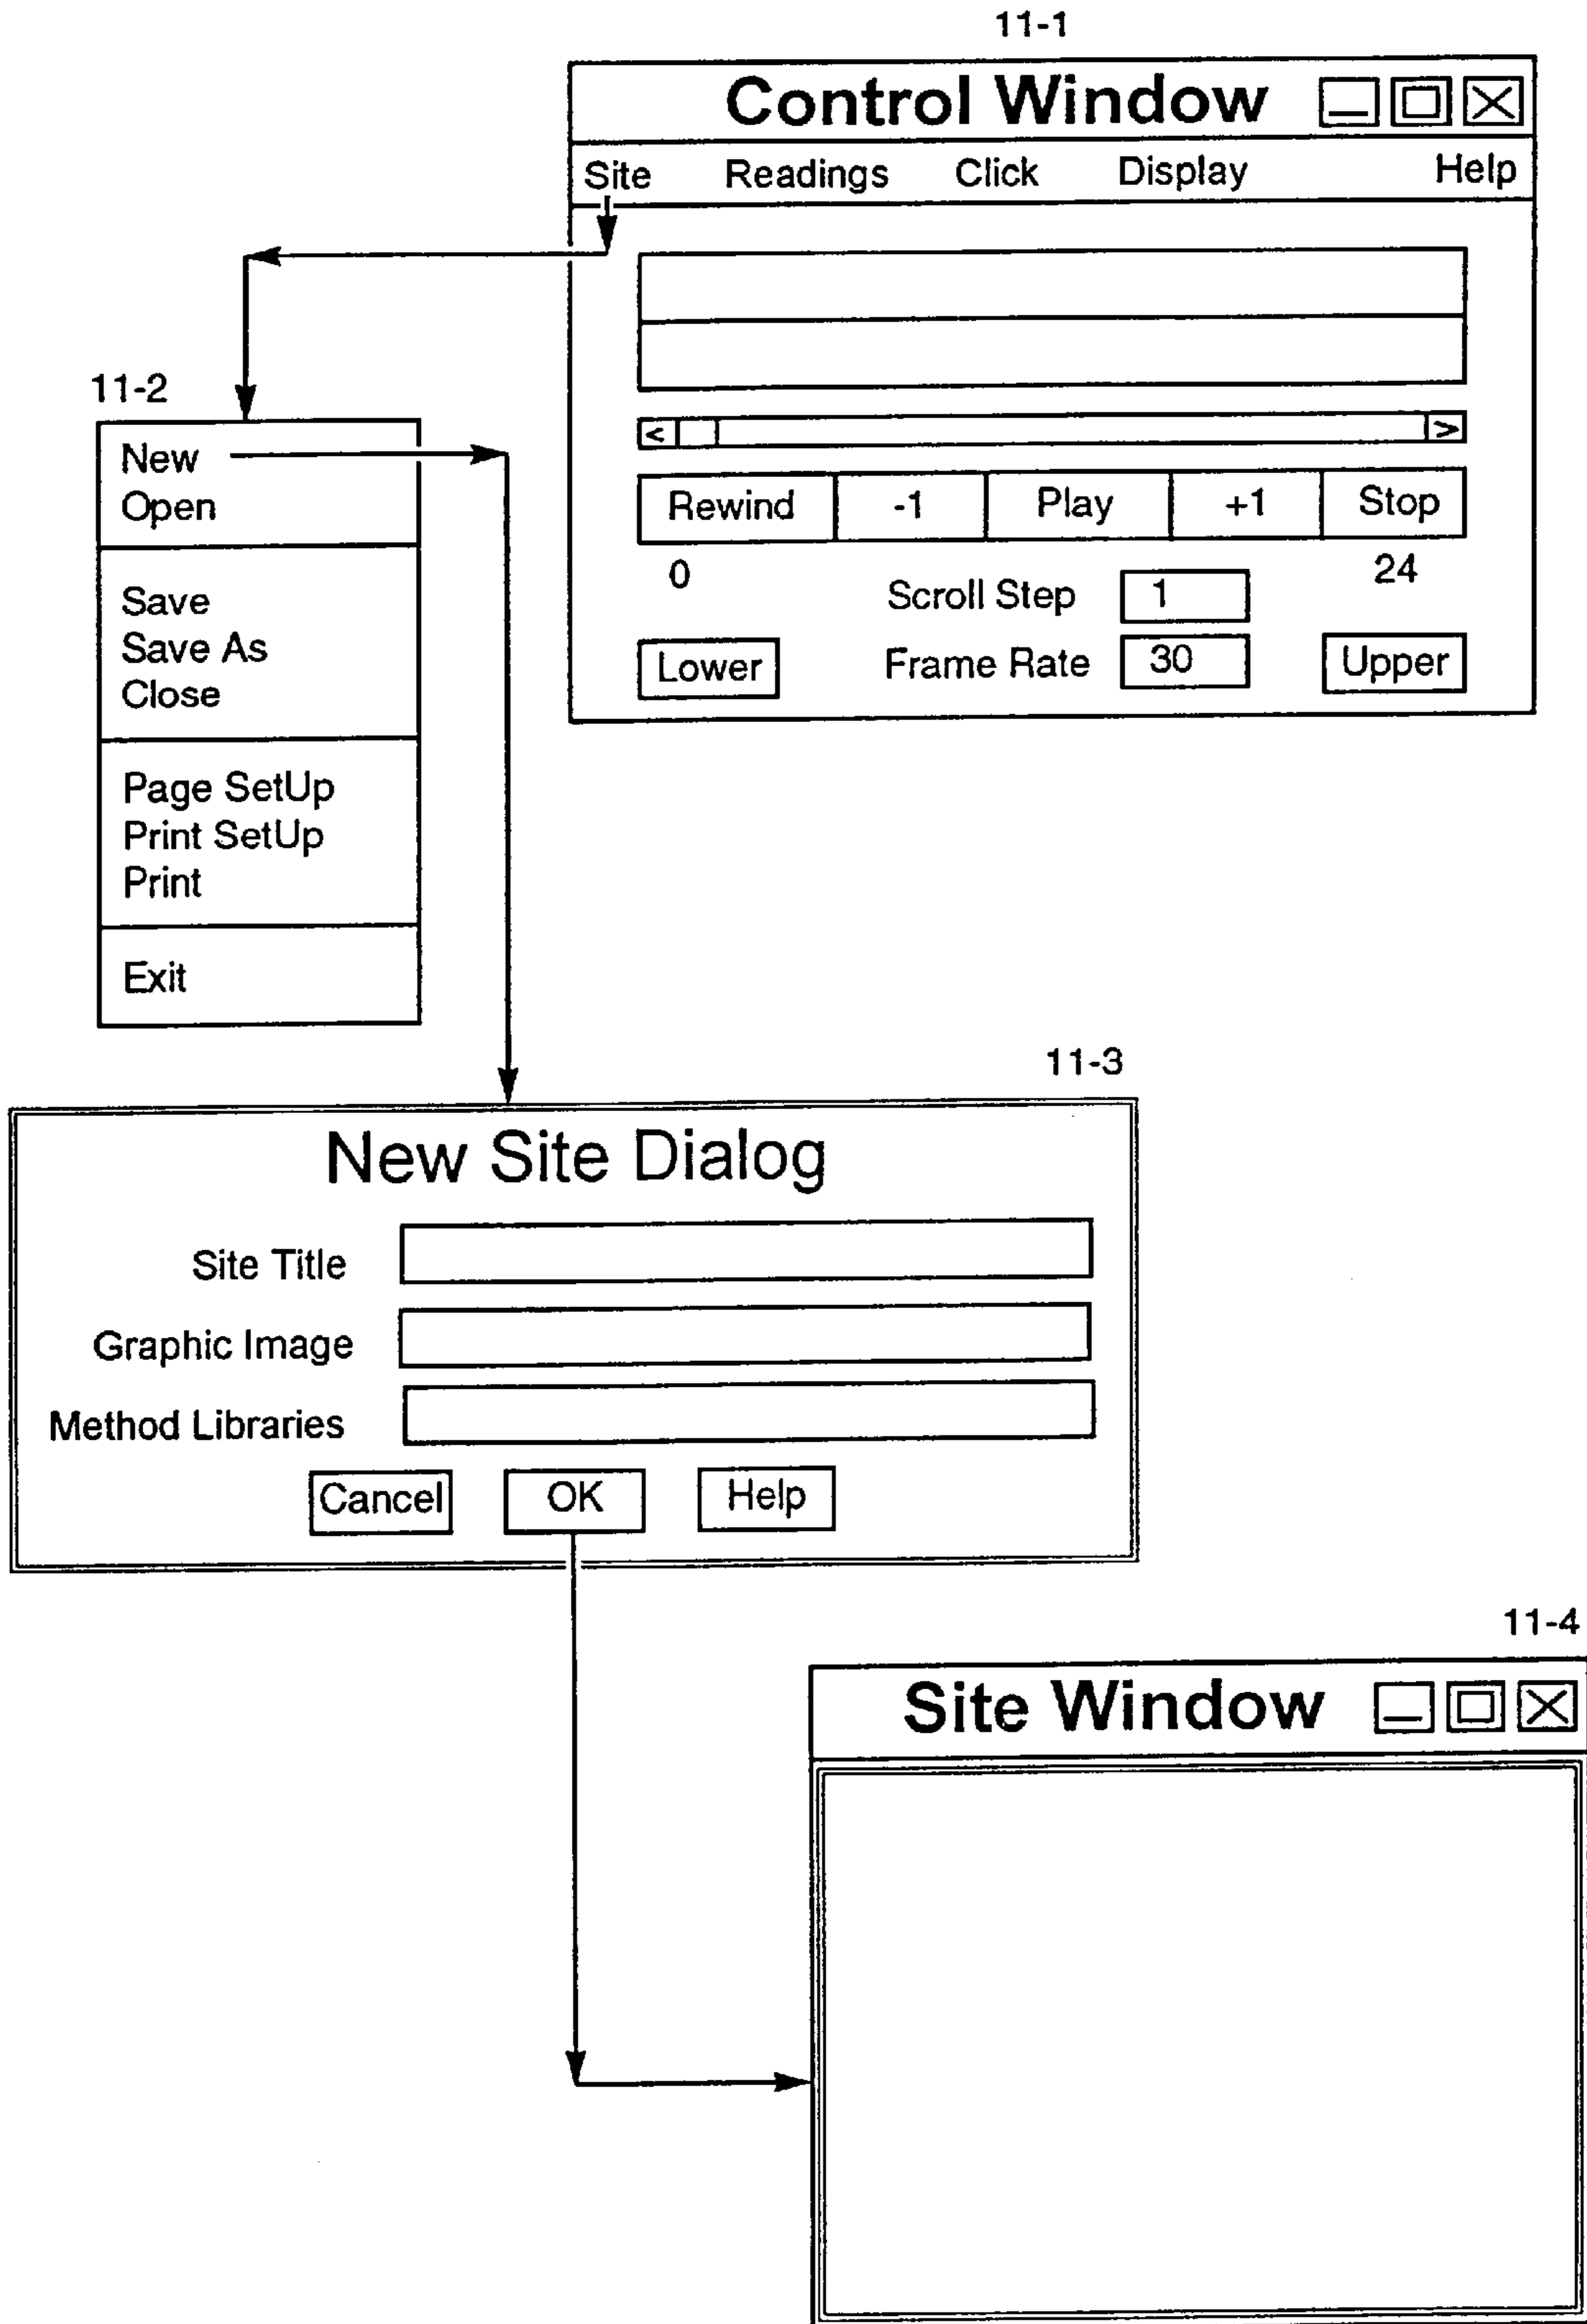 11-1
Control Window
Site Readings Click Display Help
11-2
New
Open
Save
Save As
Close
Page SetUp
Print SetUp
Print
Exit
< >
Rewind -1 Play +1 Stop
0 24
Scroll Step 1
Lower Frame Rate 30 Upper
11-3
New Site Dialog
Site Title
Graphic Image
Method Libraries
Cancel OK Help
11-4
Site Window